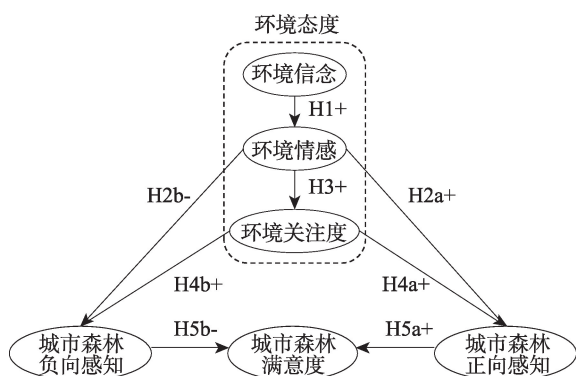 环境态度
环境信念
H1+
环境情感
H3+
H2b-
H2a+
环境关注度
H4b+
H4a+
城市森林
负向感知
H5b-
城市森林
满意度
H5a+
城市森林
正向感知